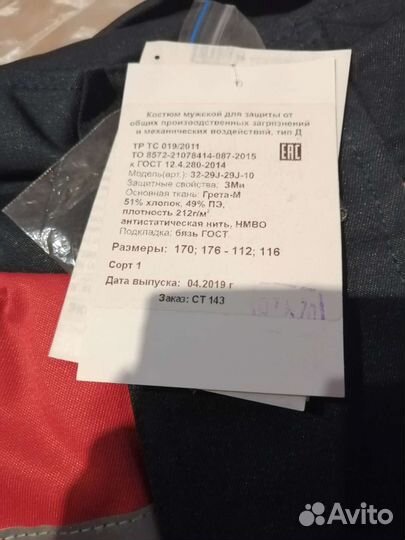 Костюм мужской для защиты от
общих производственных загрязнений
и механических воздействий, тип Д
ТР ТС 019/2011
ТО 8572-21078414-087-2015
к ГОСТ 12.4.280-2014
EAC
Модель(арт.): 32-29J-29J-10
Защитные свойства: ЗМи
Основная ткань: Грета-М
51% хлопок, 49% ПЭ,
плотность 212г/м²
антистатическая нить, НМВО
Подкладка: бязь ГОСТ
Размеры: 170; 176 - 112; 116
Сорт 1
Дата выпуска: 04.2019 г
Заказ: СТ 143
Avito